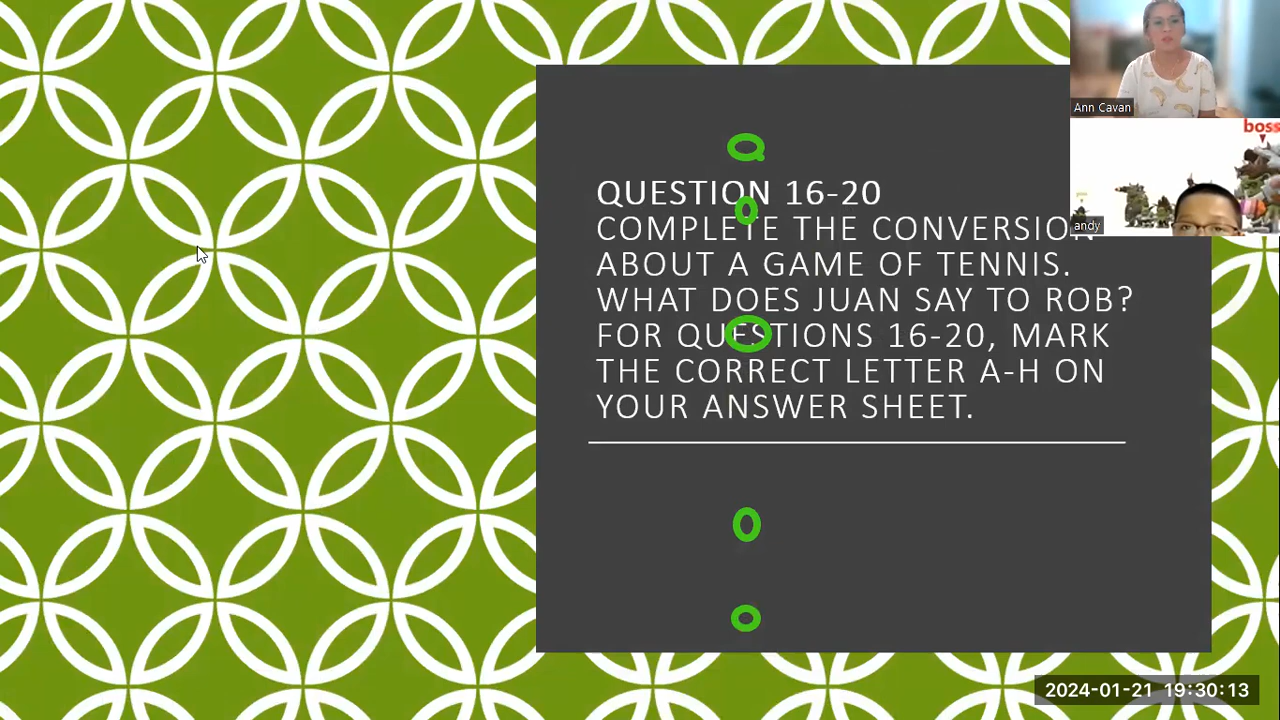 boss
Ann Cavan
andy
QUESTION 16-20
COMPLETE THE CONVERSION
ABOUT A GAME OF TENNIS.
WHAT DOES JUAN SAY TO ROB?
FOR QUESTIONS 16-20, MARK
THE CORRECT LETTER A-H ON
YOUR ANSWER SHEET.
2024-01-21 19:30:13